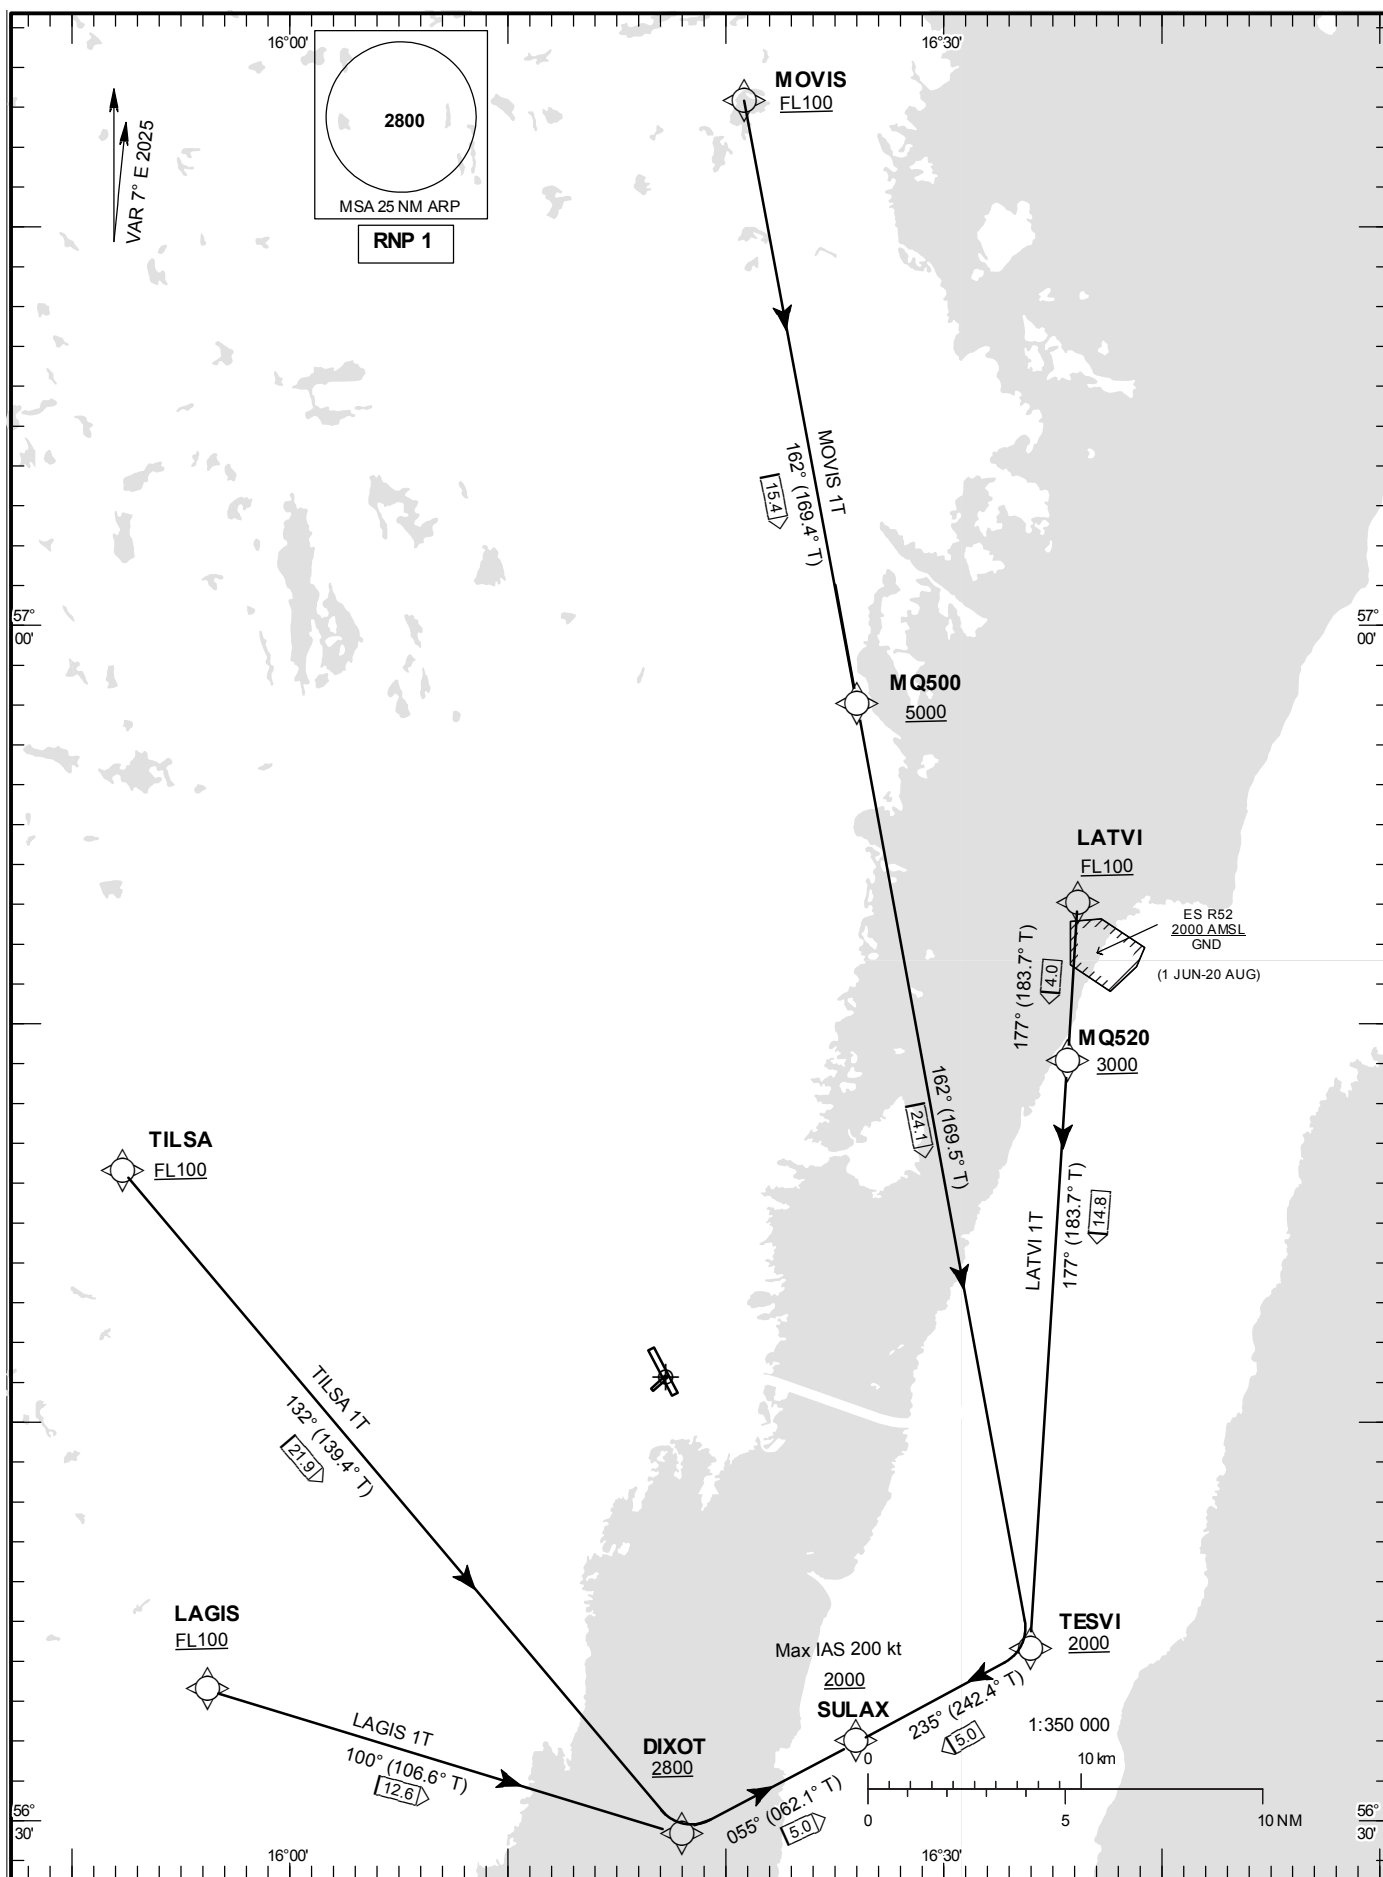 16°00'
16°30'
VAR 7° E 2025
2800
MSA 25 NM ARP
RNP 1
MOVIS
FL100
MOVIS 1T
162° (169.4° T)
15.4
57°
00'
57°
00'
MQ500
5000
LATVI
FL100
ES R52
2000 AMSL
GND
(1 JUN-20 AUG)
177° (183.7° T)
4.0
MQ520
3000
162° (169.5° T)
24.1
TILSA
FL100
LATVI 1T
177° (183.7° T)
14.8
TILSA 1T
132° (139.4° T)
21.9
LAGIS
FL100
TESVI
2000
Max IAS 200 kt
2000
SULAX
235° (242.4° T)
5.0
1:350 000
LAGIS 1T
100° (106.6° T)
12.6
DIXOT
2800
055° (062.1° T)
5.0
0
10 km
0
5
10 NM
56°
30'
56°
30'
16°00'
16°30'